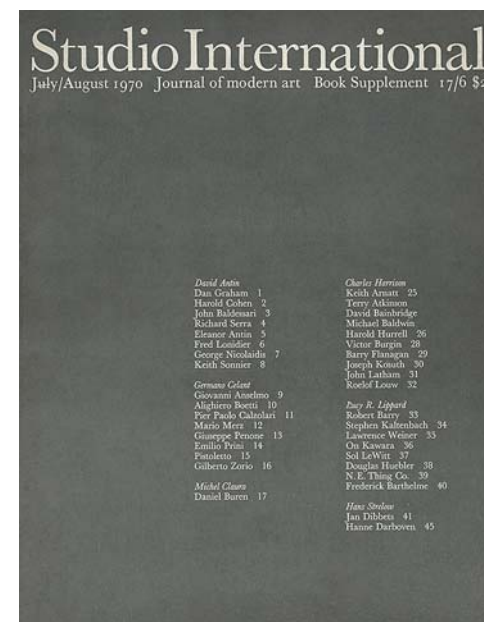 Studio International
July/August 1970 Journal of modern art Book Supplement 17/6 $2
David Antin
Dan Graham 1
Harold Cohen 2
John Baldessari 3
Richard Serra 4
Eleanor Antin 5
Fred Lonidier 6
George Nicolaidis 7
Keith Sonnier 8
Germano Celant
Giovanni Anselmo 9
Alighiero Boetti 10
Pier Paolo Calzolari 11
Mario Merz 12
Giuseppe Penone 13
Emilio Prini 14
Pistoletto 15
Gilberto Zorio 16
Michel Claura
Daniel Buren 17
Charles Harrison
Keith Arnatt 25
Terry Atkinson
David Bainbridge
Michael Baldwin
Harold Hurrell 26
Victor Burgin 28
Barry Flanagan 29
Joseph Kosuth 30
John Latham 31
Roelof Louw 32
Lucy R. Lippard
Robert Barry 33
Stephen Kaltenbach 34
Lawrence Weiner 35
On Kawara 36
Sol LeWitt 37
Douglas Huebler 38
N.E. Thing Co. 39
Frederick Barthelme 40
Hans Strelow
Jan Dibbets 41
Hanne Darboven 45